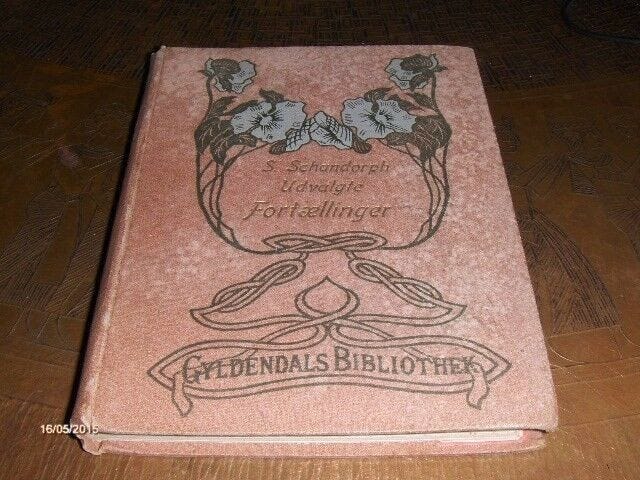 S. Schandorph
Udvalgte
Fortællinger
GYLDENDALS BIBLIOTHEK
16/05/2015